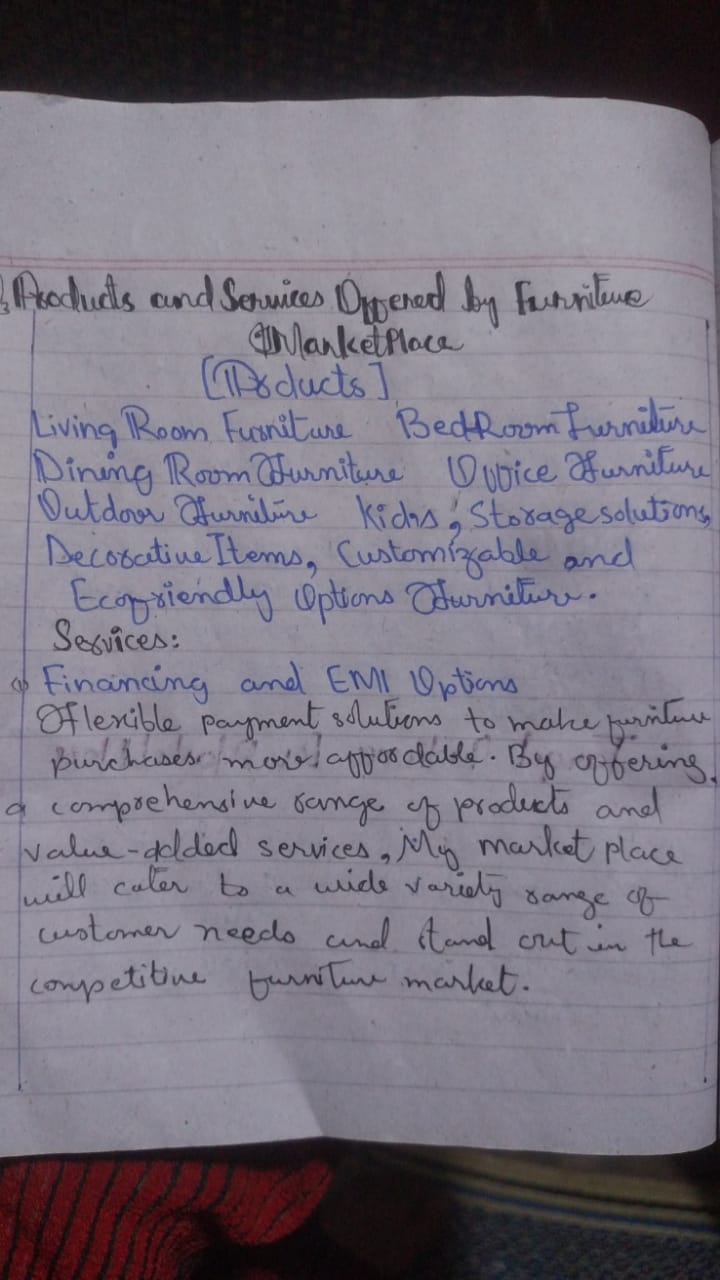 3 Products and Services Offered by Furniture
MarketPlace
[Products]
Living Room Furniture BedRoom furniture
Dining Room Furniture Office Furniture
Outdoor Furniture Kids, Storage solutions,
Decorative Items, Customizable and
Ecofriendly Options Furniture.
Services:
Financing and EMI Options
Flexible payment solutions to make furniture
purchases more affordable. By offering
a comprehensive range of products and
value-added services, My market place
will cater to a wide variety range of
customer needs and stand out in the
competitive furniture market.